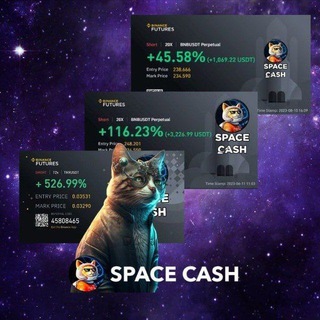 BINANCE
FUTURES
Short 20X BNBUSDT Perpetual
+45.58% (+1,069.22 USDT)
Entry Price 238.666
Mark Price 234.590
SPACE
CASH
BINANCE
FUTURES
Short 26X BNBUSDT Perpetual
+116.23% (+3,226.99 USDT)
Entry Price 248.201
SPACE
CASH
BINANCE
FUTURES
+ 526.99%
ENTRY PRICE 0.03531
MARK PRICE 0.03290
45808465
SPACE CASH